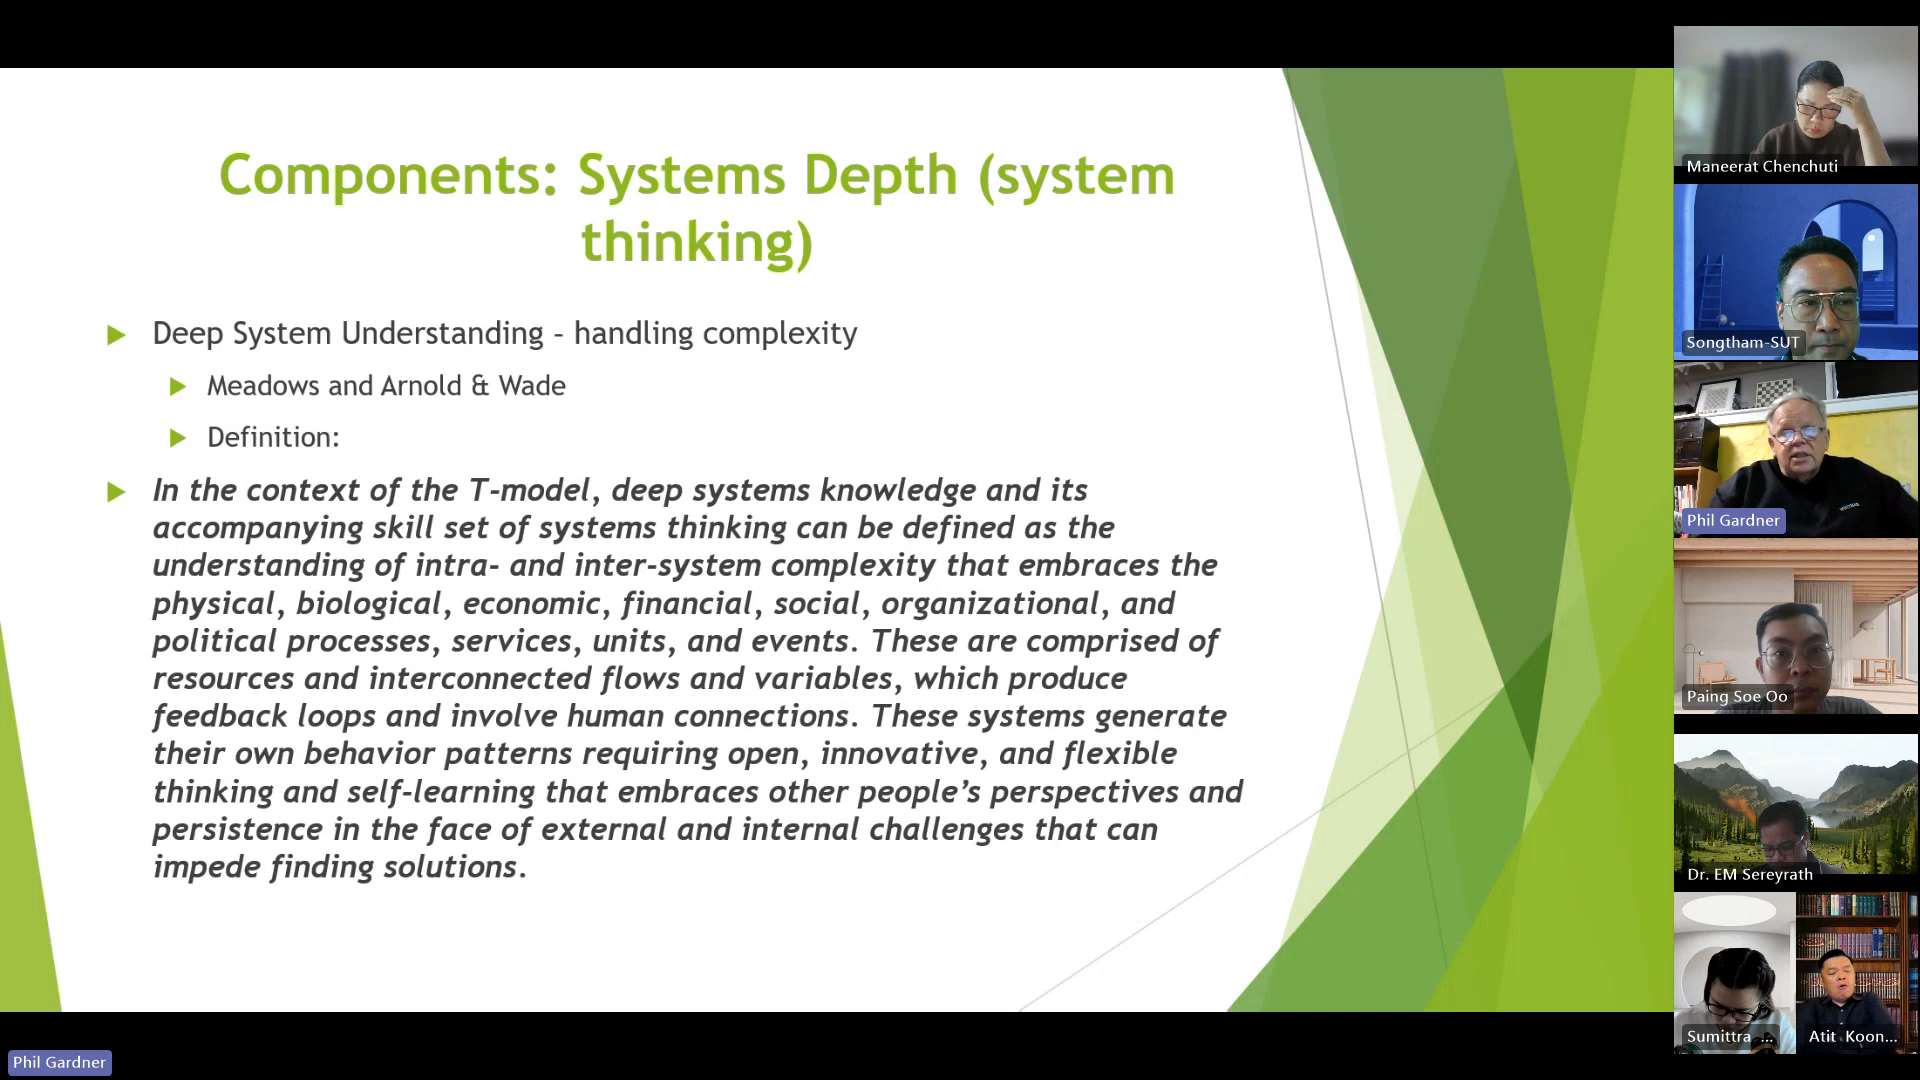 Components: Systems Depth (system
thinking)
Deep System Understanding – handling complexity
Meadows and Arnold & Wade
Definition:
In the context of the T-model, deep systems knowledge and its
accompanying skill set of systems thinking can be defined as the
understanding of intra- and inter-system complexity that embraces the
physical, biological, economic, financial, social, organizational, and
political processes, services, units, and events. These are comprised of
resources and interconnected flows and variables, which produce
feedback loops and involve human connections. These systems generate
their own behavior patterns requiring open, innovative, and flexible
thinking and self-learning that embraces other people’s perspectives and
persistence in the face of external and internal challenges that can
impede finding solutions.
Maneerat Chenchuti
Songtham-SUT
Phil Gardner
Paing Soe Oo
Dr. EM Sereyrath
Sumittra ...
Atit Koon...
Phil Gardner